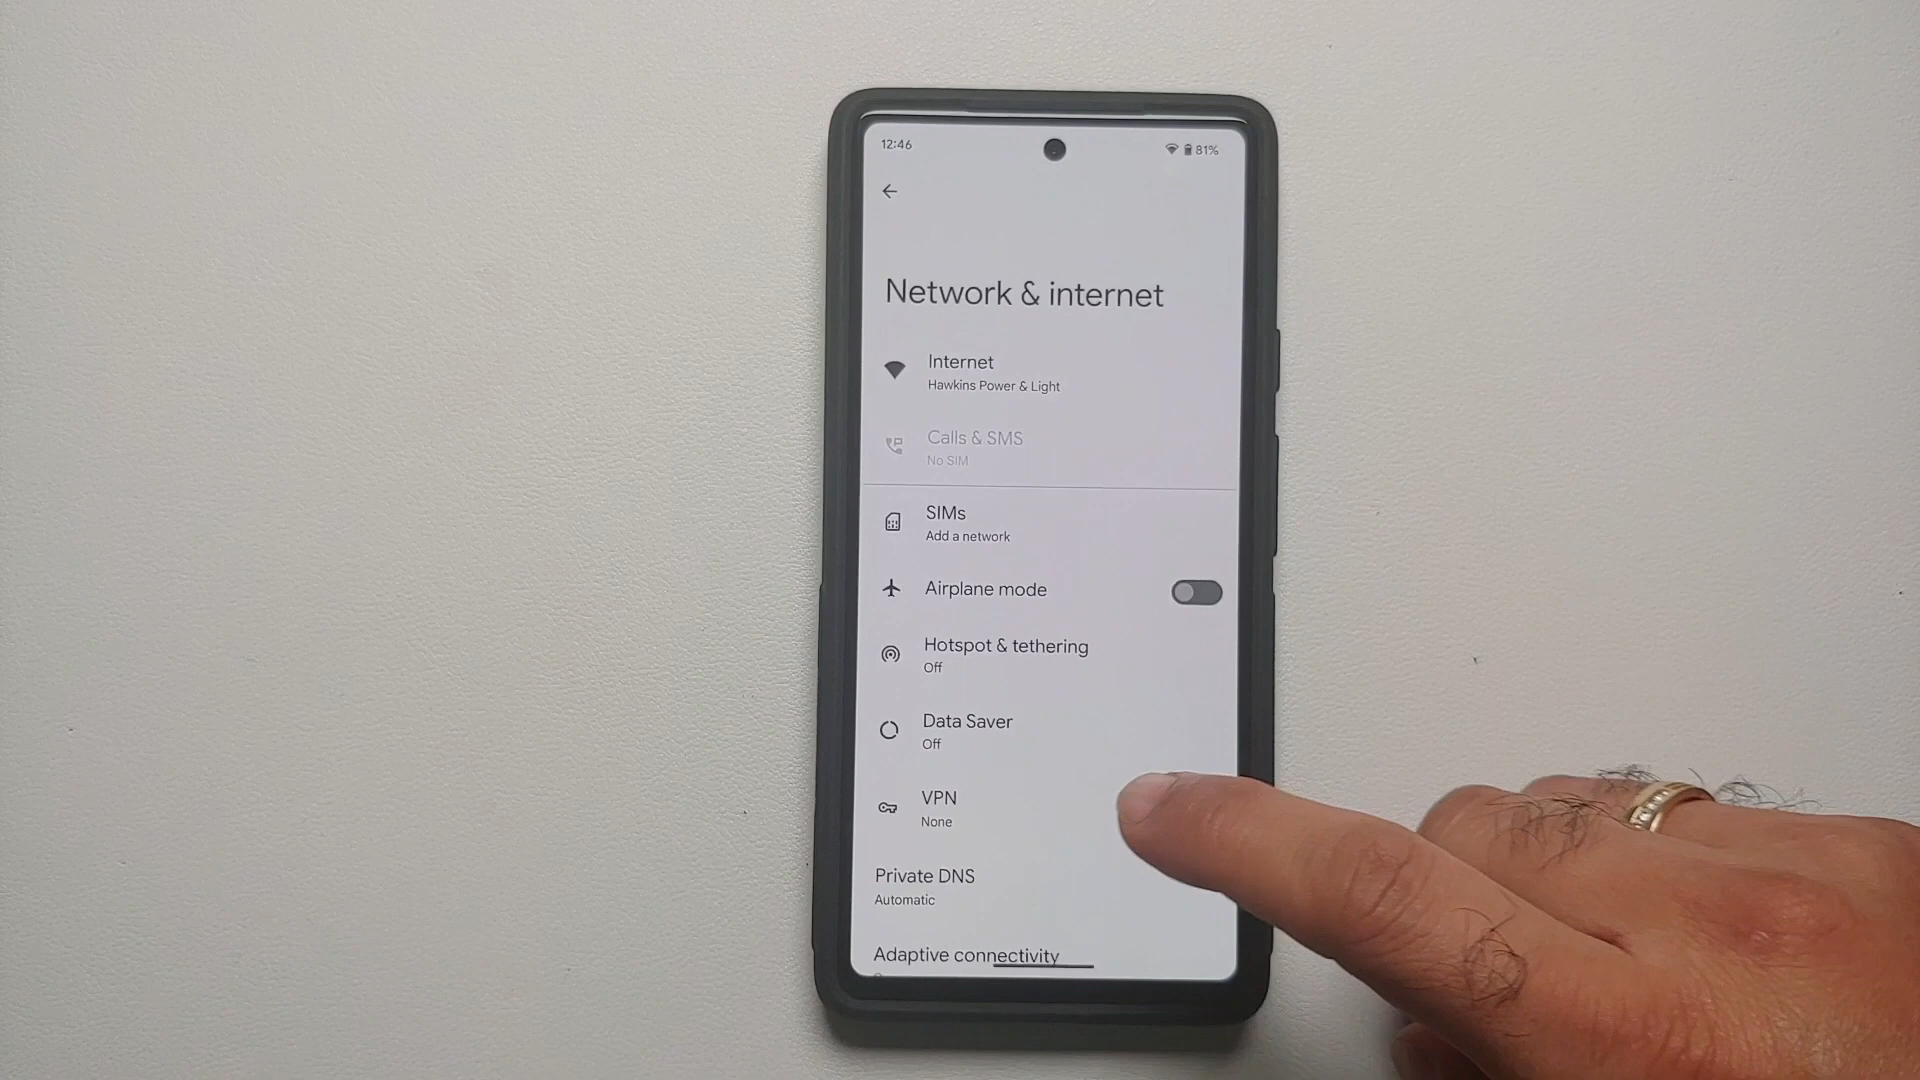 12:46
81%
Network & internet
Internet
Hawkins Power & Light
Calls & SMS
No SIM
SIMs
Add a network
Airplane mode
Hotspot & tethering
Off
Data Saver
Off
VPN
None
Private DNS
Automatic
Adaptive connectivity